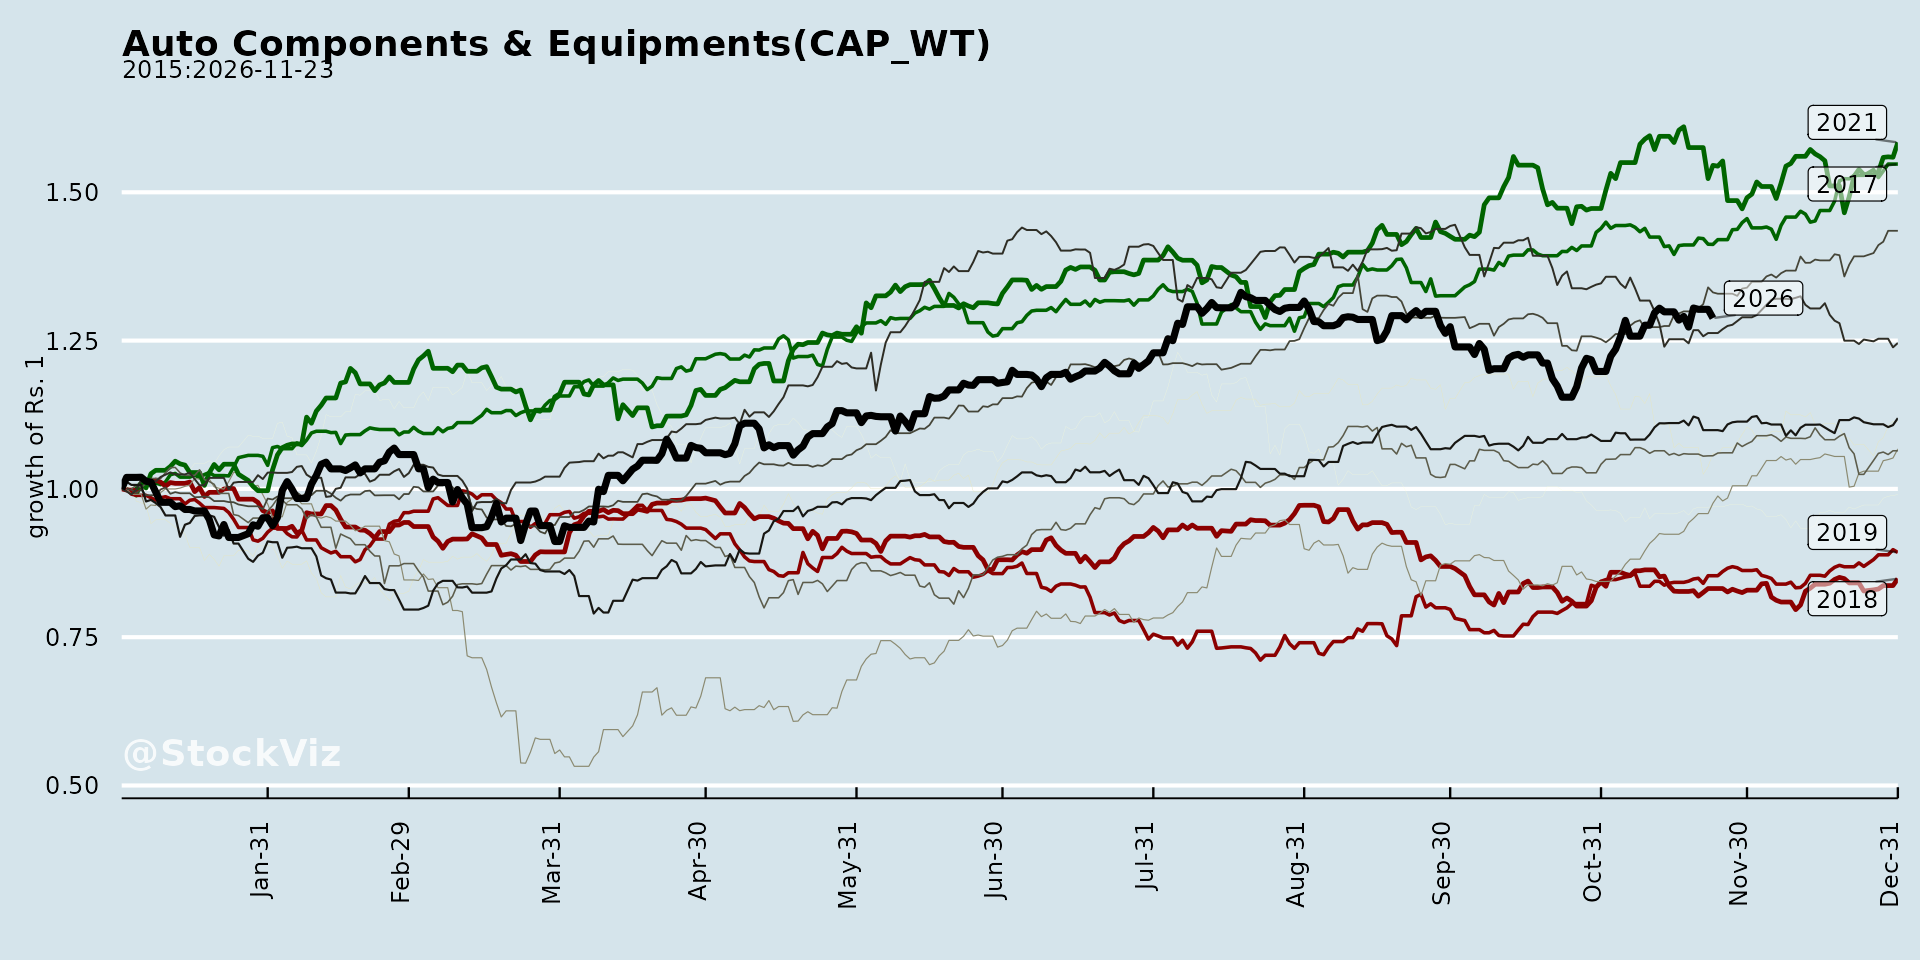 Auto Components & Equipments(CAP_WT)
2015:2026-11-23
growth of Rs. 1
1.50
1.25
1.00
0.75
0.50
2021
2017
2026
2019
2018
@StockViz
Jan-31
Feb-29
Mar-31
Apr-30
May-31
Jun-30
Jul-31
Aug-31
Sep-30
Oct-31
Nov-30
Dec-31